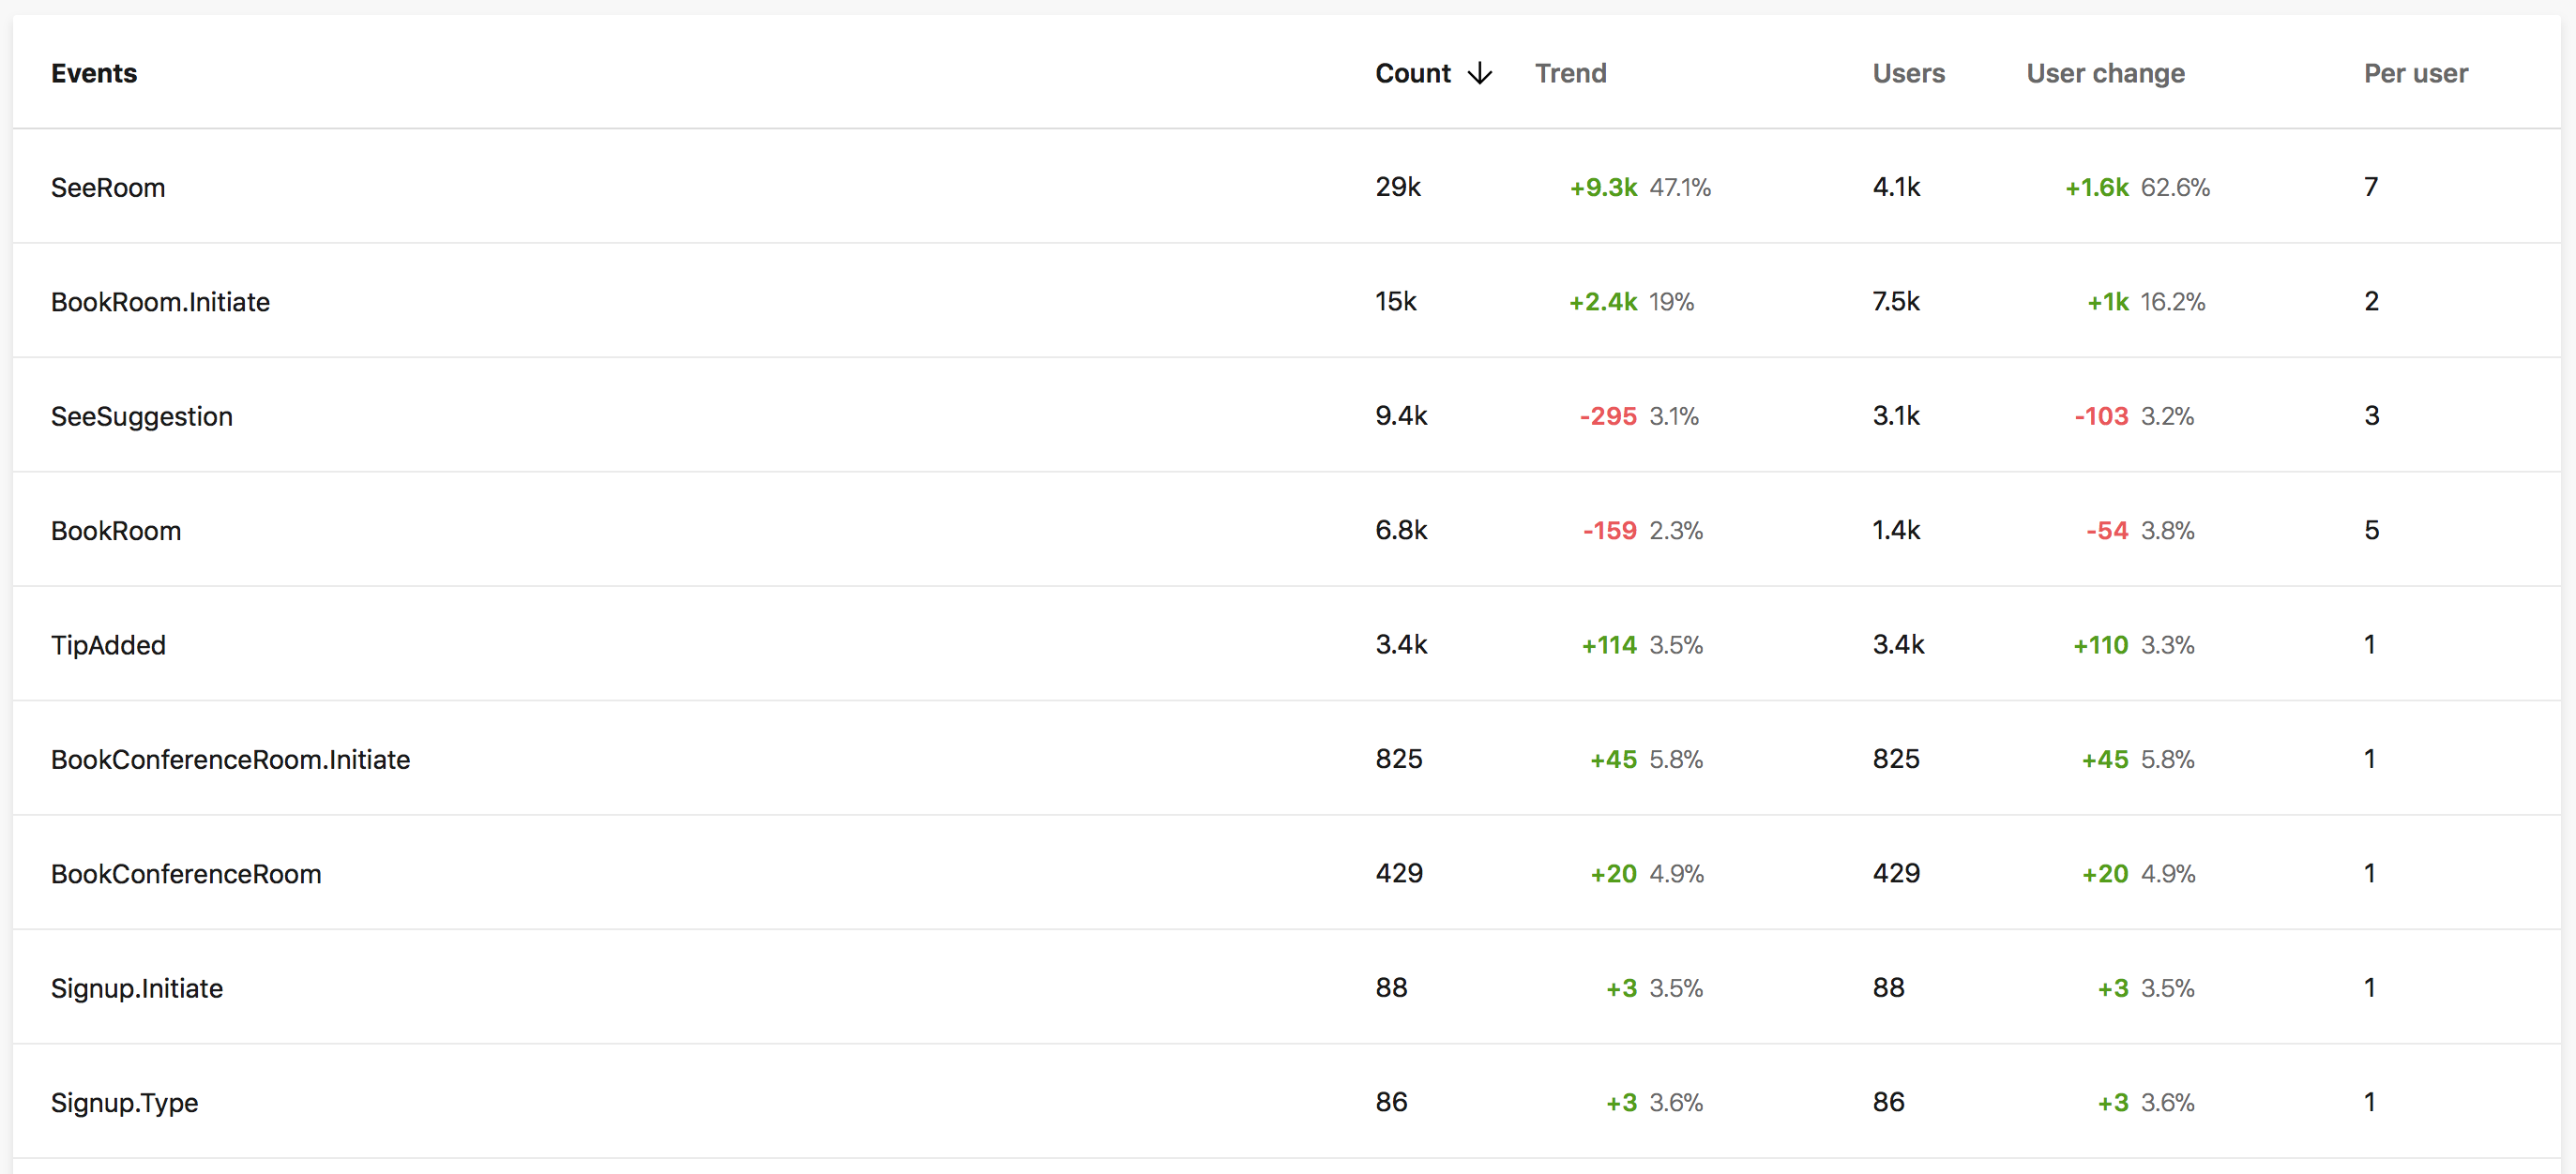 Events Count ↓ Trend Users User change Per user
SeeRoom 29k +9.3k 47.1% 4.1k +1.6k 62.6% 7
BookRoom.Initiate 15k +2.4k 19% 7.5k +1k 16.2% 2
SeeSuggestion 9.4k -295 3.1% 3.1k -103 3.2% 3
BookRoom 6.8k -159 2.3% 1.4k -54 3.8% 5
TipAdded 3.4k +114 3.5% 3.4k +110 3.3% 1
BookConferenceRoom.Initiate 825 +45 5.8% 825 +45 5.8% 1
BookConferenceRoom 429 +20 4.9% 429 +20 4.9% 1
Signup.Initiate 88 +3 3.5% 88 +3 3.5% 1
Signup.Type 86 +3 3.6% 86 +3 3.6% 1